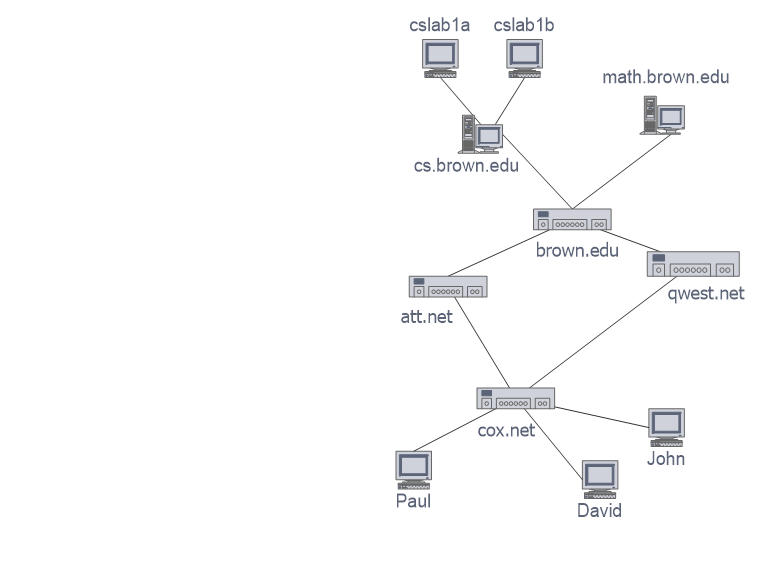 cslab1a
cslab1b
math.brown.edu
cs.brown.edu
brown.edu
qwest.net
att.net
cox.net
John
Paul
David